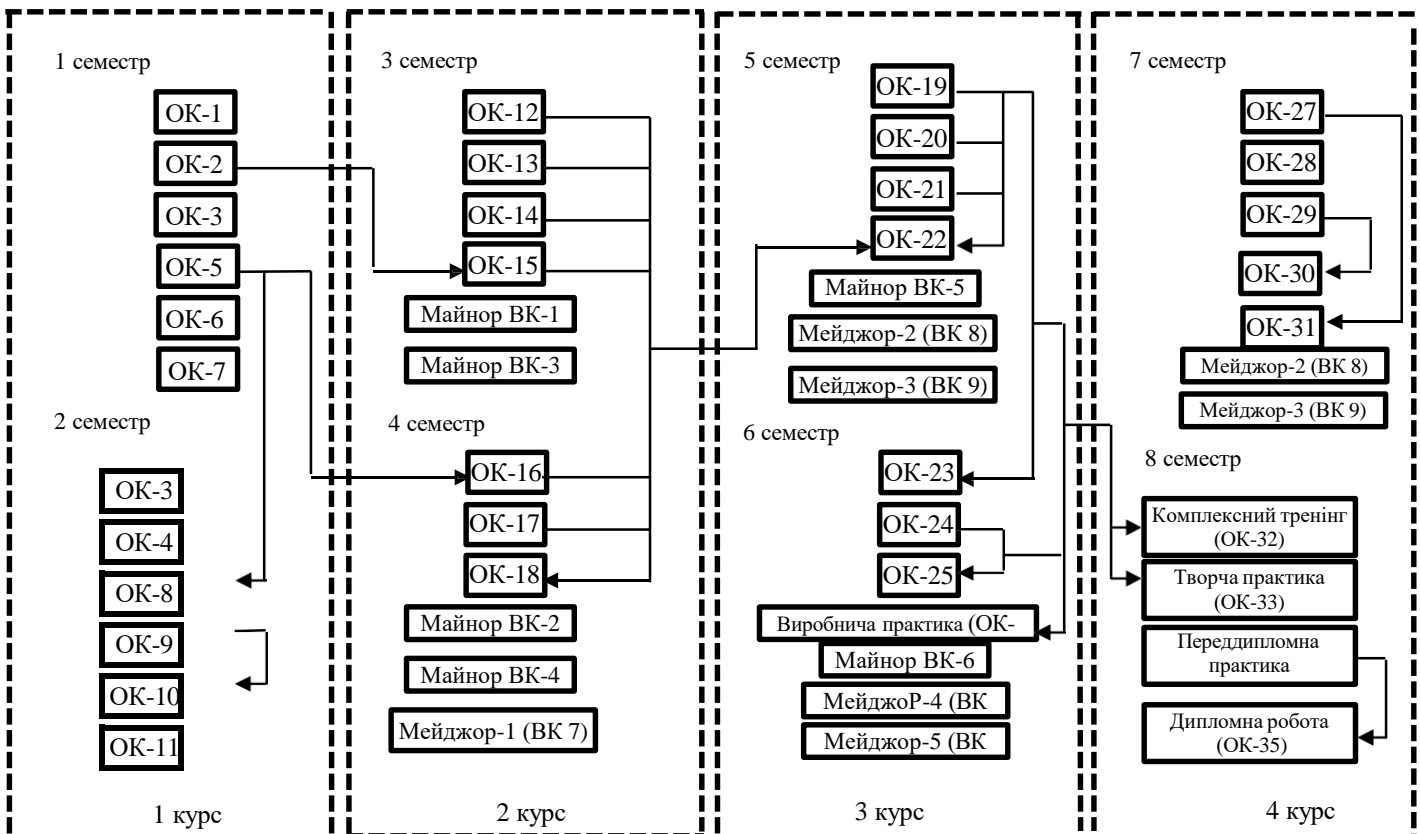 1 семестр
ОК-1
ОК-2
ОК-3
ОК-5
ОК-6
ОК-7
2 семестр
ОК-3
ОК-4
ОК-8
ОК-9
ОК-10
ОК-11
1 курс
3 семестр
ОК-12
ОК-13
ОК-14
ОК-15
Майнор ВК-1
Майнор ВК-3
4 семестр
ОК-16
ОК-17
ОК-18
Майнор ВК-2
Майнор ВК-4
Мейджор-1 (ВК 7)
2 курс
5 семестр
ОК-19
ОК-20
ОК-21
ОК-22
Майнор ВК-5
Мейджор-2 (ВК 8)
Мейджор-3 (ВК 9)
6 семестр
ОК-23
ОК-24
ОК-25
Виробнича практика (ОК-
Майнор ВК-6
МейджоР-4 (ВК
Мейджор-5 (ВК
3 курс
7 семестр
ОК-27
ОК-28
ОК-29
ОК-30
ОК-31
Мейджор-2 (ВК 8)
Мейджор-3 (ВК 9)
8 семестр
Комплексний тренінг
(ОК-32)
Творча практика
(ОК-33)
Переддипломна
практика
Дипломна робота
(ОК-35)
4 курс